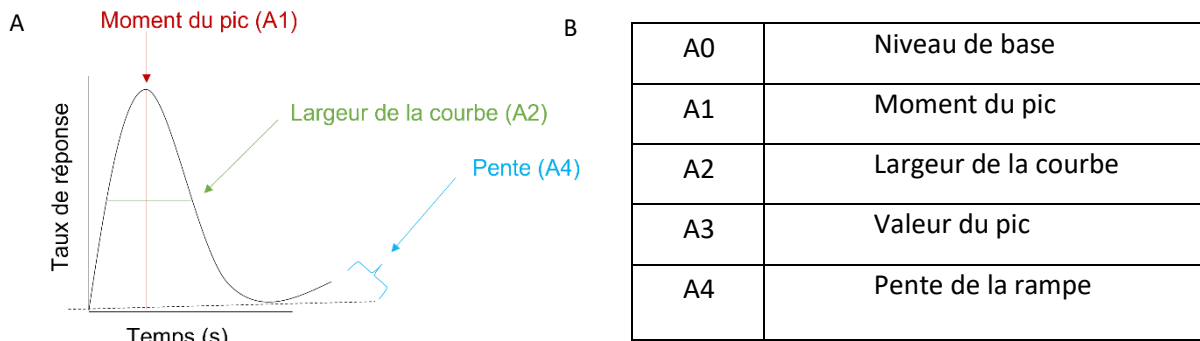 A
Moment du pic (A1)
Largeur de la courbe (A2)
Pente (A4)
Taux de réponse
Temps (s)
B
A0 Niveau de base
A1 Moment du pic
A2 Largeur de la courbe
A3 Valeur du pic
A4 Pente de la rampe